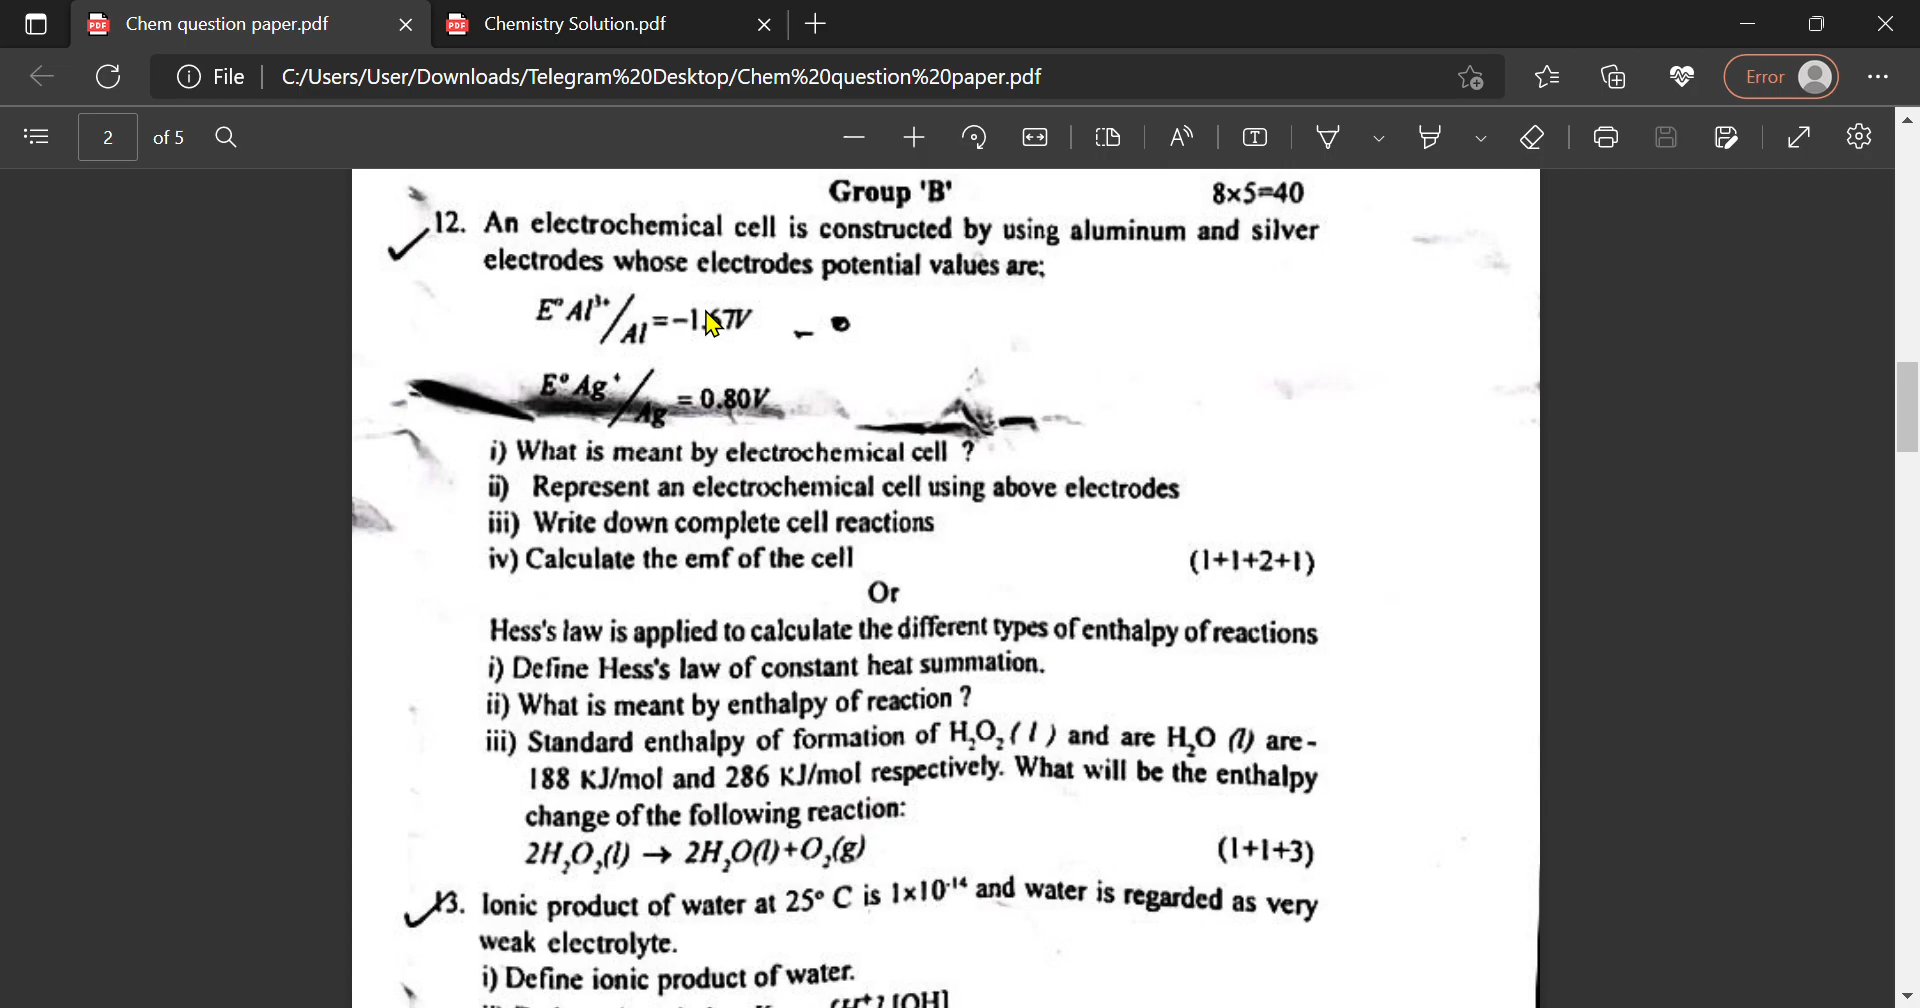 Chem question paper.pdf
Chemistry Solution.pdf
File
C:/Users/User/Downloads/Telegram%20Desktop/Chem%20question%20paper.pdf
Error
2 of 5
Group 'B' 8×5=40
12. An electrochemical cell is constructed by using aluminum and silver
electrodes whose electrodes potential values are;
E° Al³⁺/Al = −1.67V
E° Ag⁺/Ag = 0.80V
i) What is meant by electrochemical cell ?
ii) Represent an electrochemical cell using above electrodes
iii) Write down complete cell reactions
iv) Calculate the emf of the cell (1+1+2+1)
Or
Hess's law is applied to calculate the different types of enthalpy of reactions
i) Define Hess's law of constant heat summation.
ii) What is meant by enthalpy of reaction ?
iii) Standard enthalpy of formation of H₂O₂ (l) and are H₂O (l) are -
188 KJ/mol and 286 KJ/mol respectively. What will be the enthalpy
change of the following reaction:
2H₂O₂(l) → 2H₂O(l)+O₂(g) (1+1+3)
13. Ionic product of water at 25° C is 1×10⁻¹⁴ and water is regarded as very
weak electrolyte.
i) Define ionic product of water.